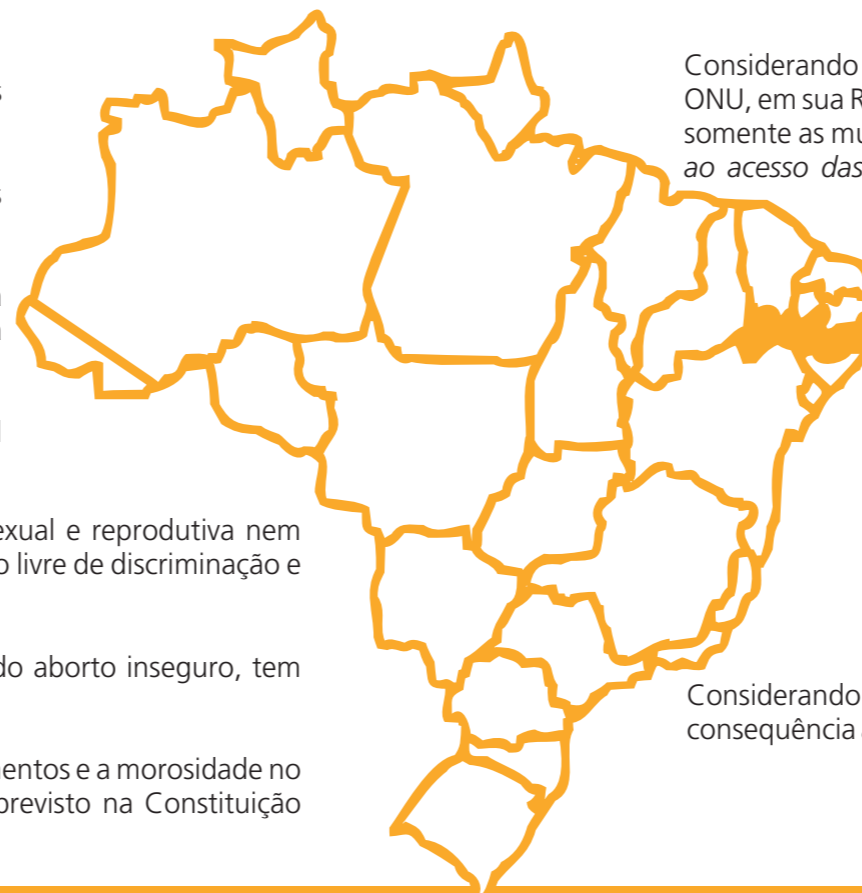 exual e reprodutiva nem
o livre de discriminação e
do aborto inseguro, tem
nentos e a morosidade no
previsto na Constituição
Considerando
ONU, em sua R
somente as mu
ao acesso das
Considerando
consequência